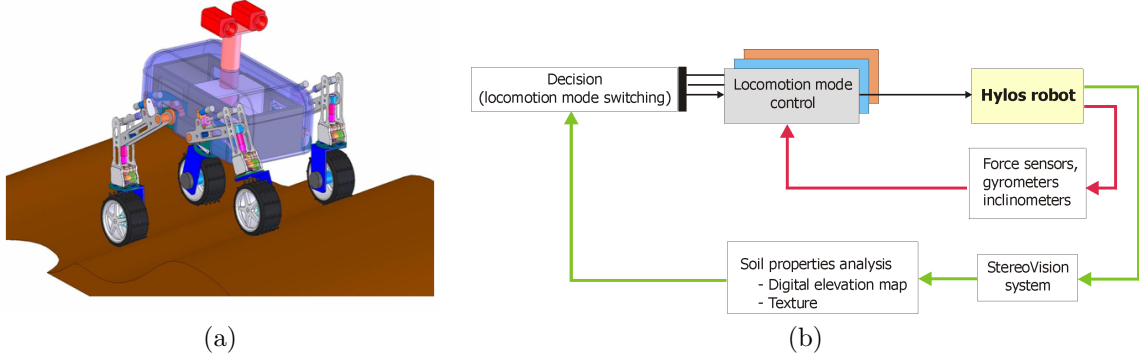 Decision
(locomotion mode switching)
Locomotion mode
control
Hylos robot
Force sensors,
gyrometers
inclinometers
Soil properties analysis
- Digital elevation map
- Texture
StereoVision
system
(a)
(b)